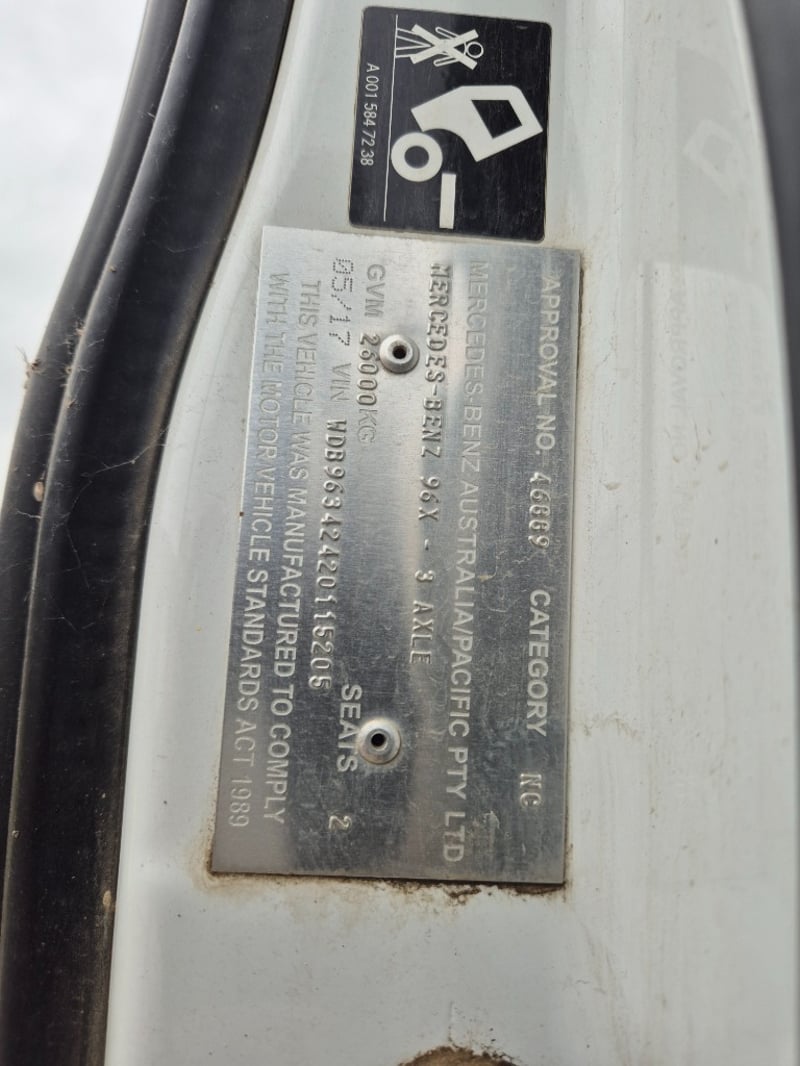 A 001 584 72 38
APPROVAL NO. 46889 CATEGORY NC
MERCEDES-BENZ AUSTRALIA/PACIFIC PTY LTD
MERCEDES-BENZ 96X - 3 AXLE
GVM 26000KG SEATS 2
05/17 VIN WDB96342420115205
THIS VEHICLE WAS MANUFACTURED TO COMPLY
WITH THE MOTOR VEHICLE STANDARDS ACT 1989